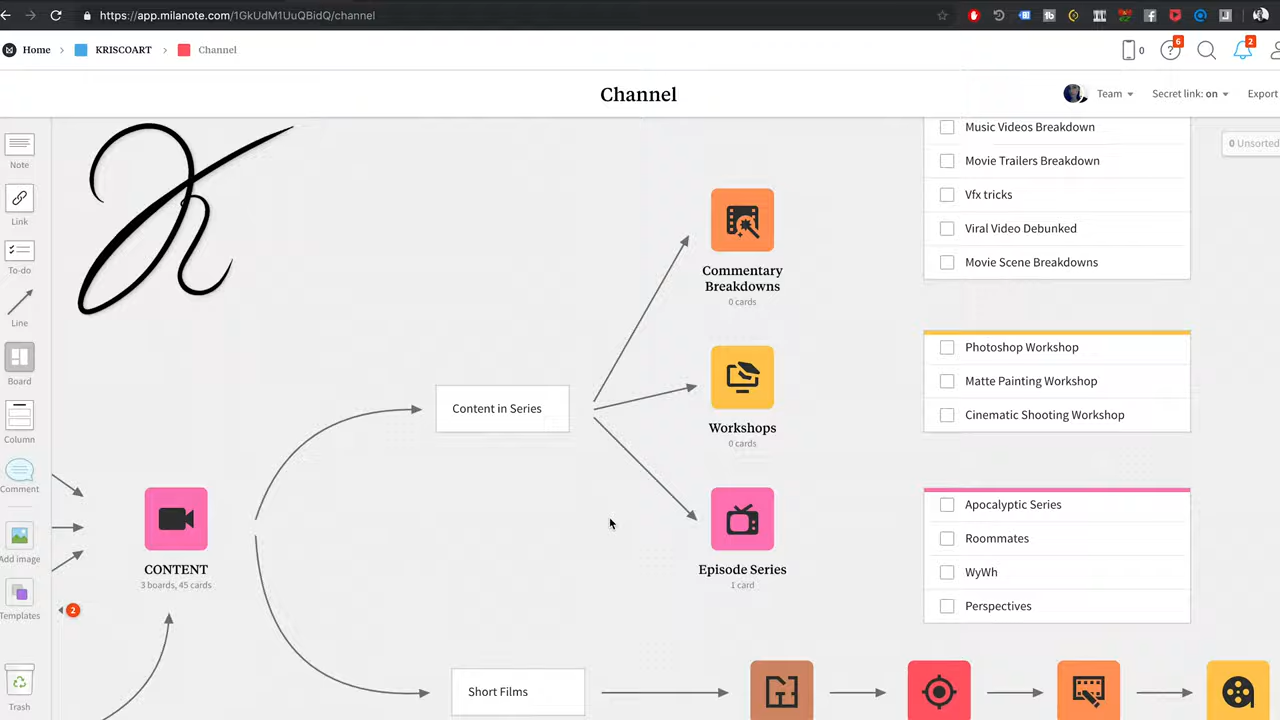 https://app.milanote.com/1GkUdM1UuQBidQ/channel
Home
KRISCOART
Channel
0
6
2
Channel
Team
Secret link: on
Export
Note
Link
To-do
Line
Board
Column
Comment
Add image
Templates
2
Trash
0 Unsorted
Music Videos Breakdown
Movie Trailers Breakdown
Vfx tricks
Viral Video Debunked
Movie Scene Breakdowns
Commentary
Breakdowns
0 cards
Photoshop Workshop
Matte Painting Workshop
Cinematic Shooting Workshop
Content in Series
Workshops
0 cards
Apocalyptic Series
Roommates
WyWh
Perspectives
CONTENT
3 boards, 45 cards
Episode Series
1 card
Short Films